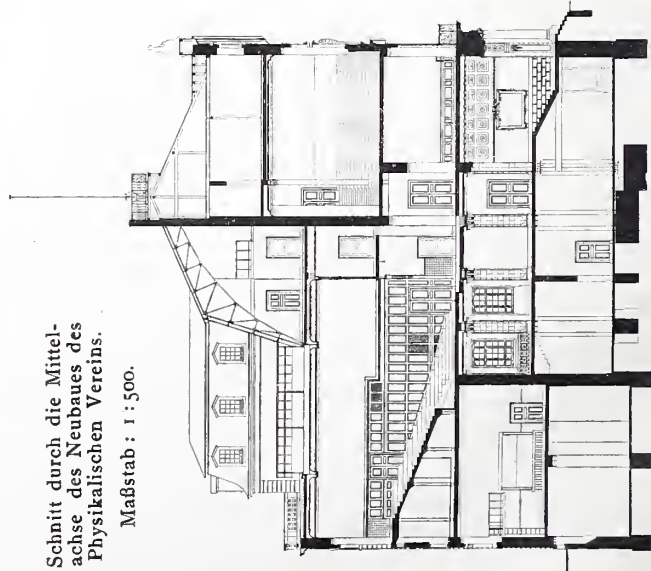 Schnitt durch die Mittel-
achse des Neubaues des
Physikalischen Vereins.
Maßstab : 1 : 500.